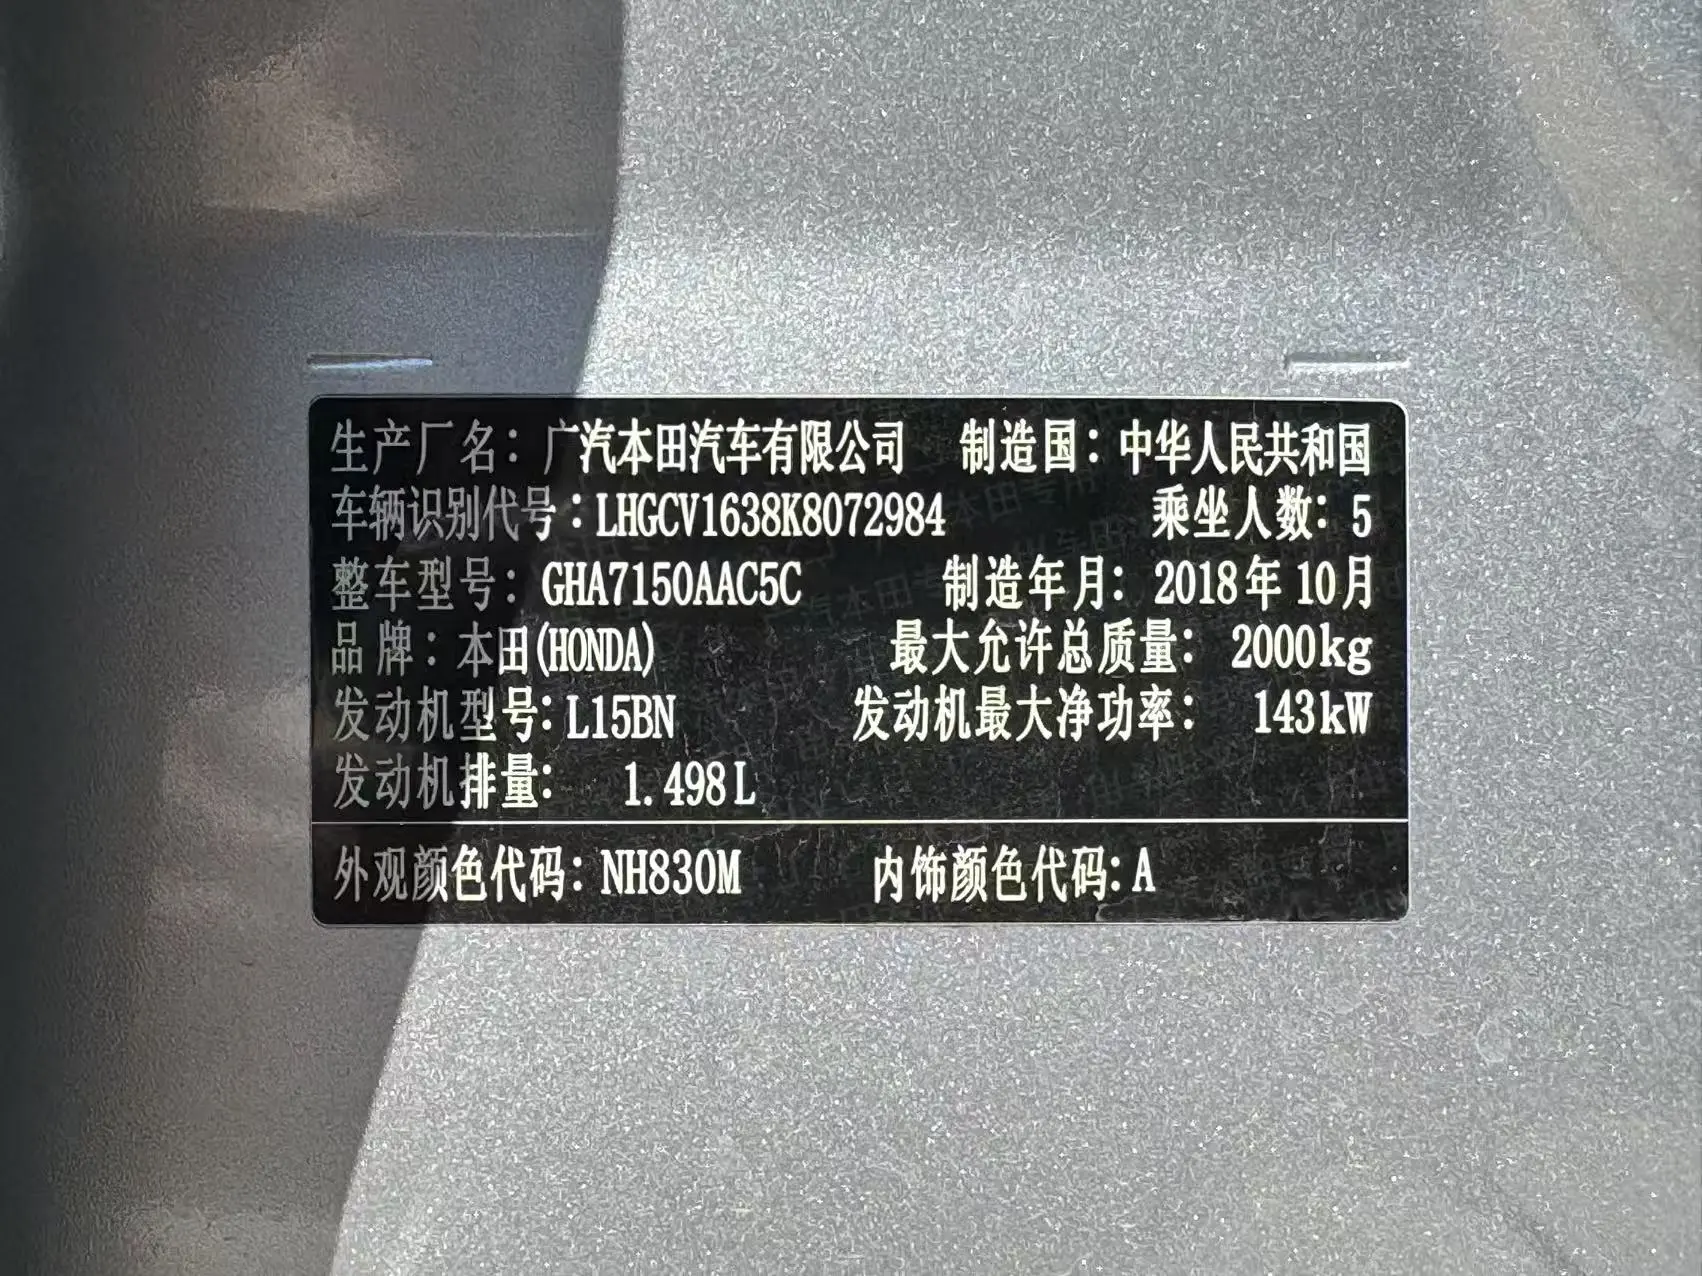 生产厂名：广汽本田汽车有限公司 制造国：中华人民共和国
车辆识别代号：LHGCV1638K8072984 乘坐人数：5
整车型号：GHA7150AAC5C 制造年月：2018年10月
品牌：本田(HONDA) 最大允许总质量：2000kg
发动机型号：L15BN 发动机最大净功率：143kW
发动机排量：1.498L
外观颜色代码：NH830M 内饰颜色代码：A